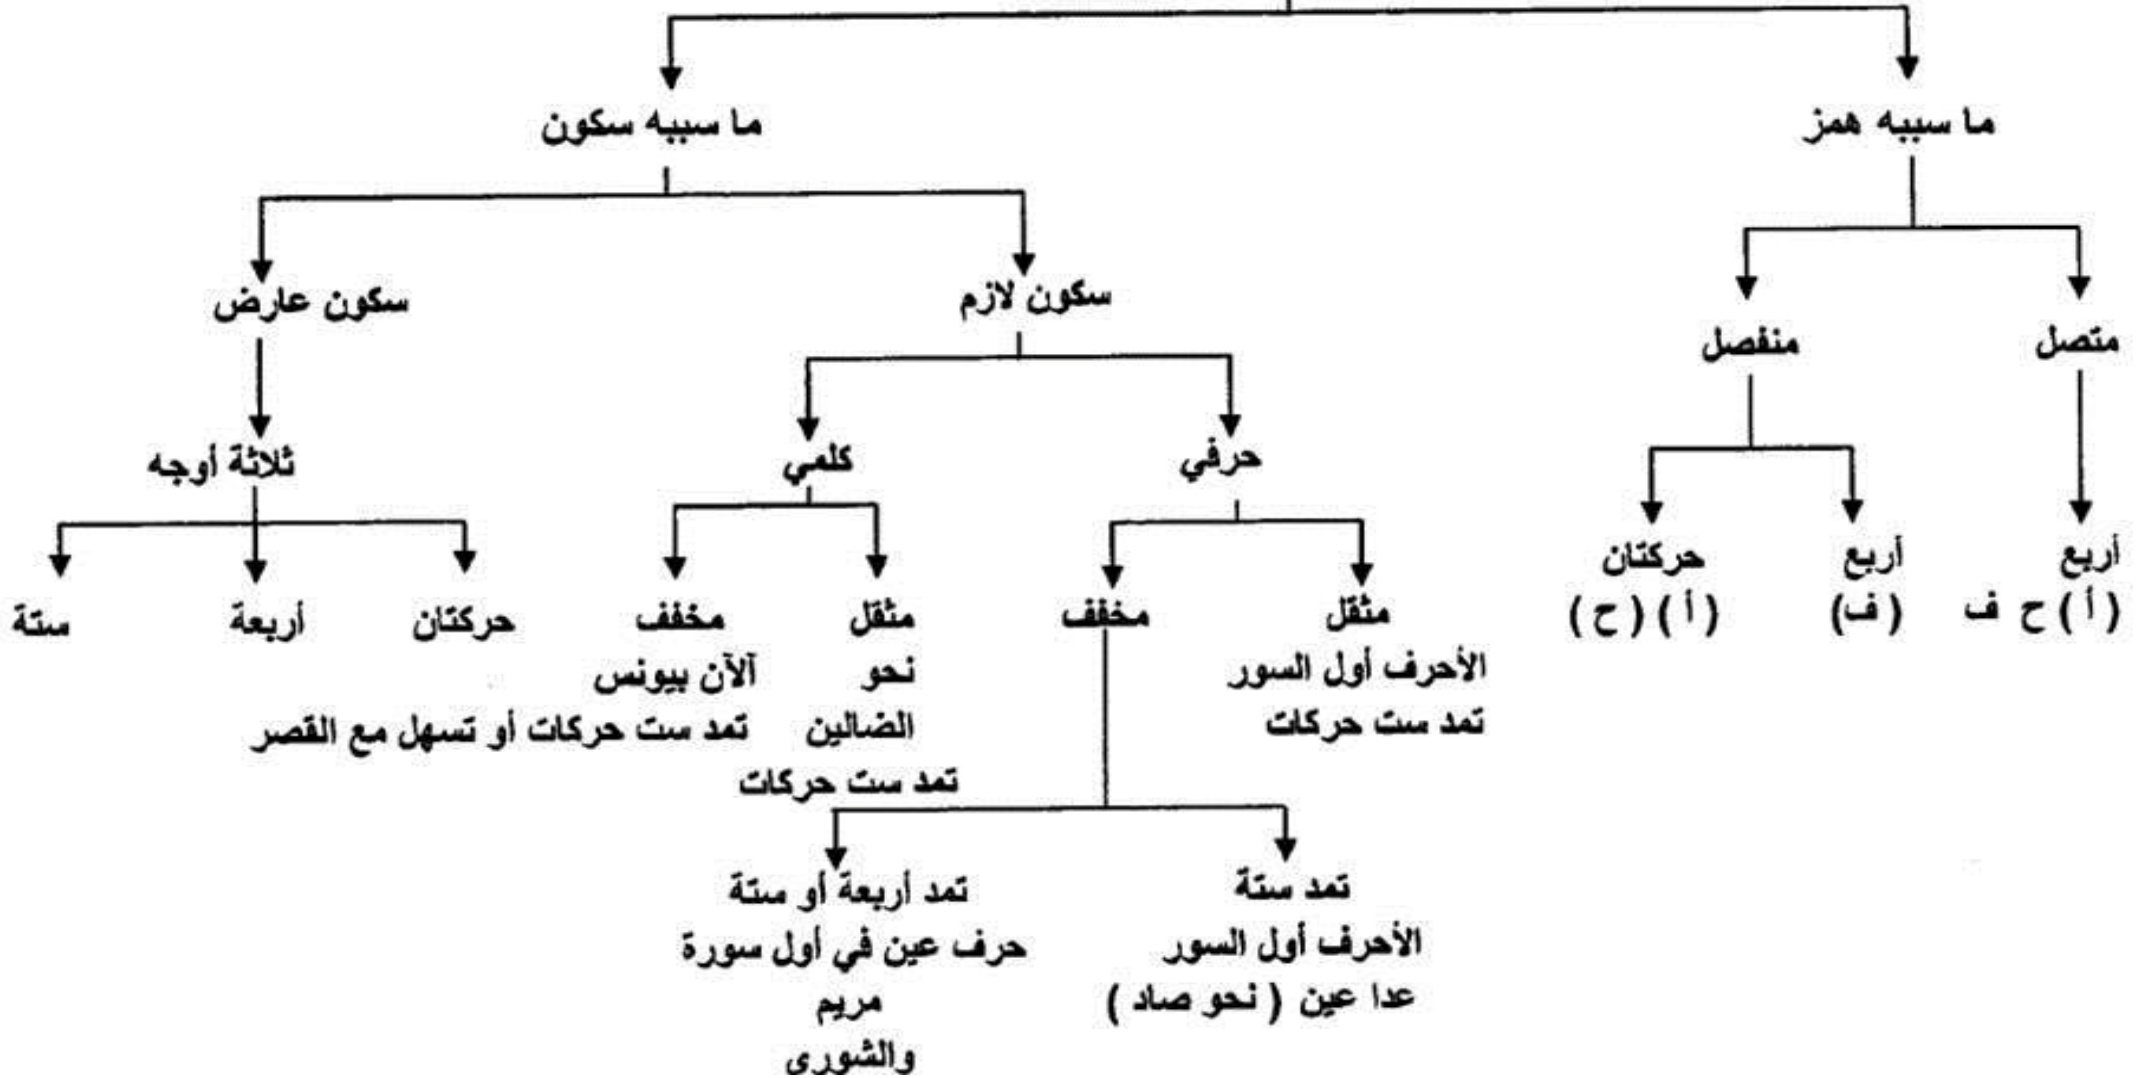 ما سببه همز
ما سببه سكون
متصل
منفصل
سكون لازم
سكون عارض
أربع
( أ ) ح ف
أربع
( ف )
حركتان
( أ ) ( ح )
حرفي
كلمي
ثلاثة أوجه
مثقل
الأحرف أول السور
تمد ست حركات
مخفف
مثقل
نحو
الضالين
تمد ست حركات
مخفف
آلآن بيونس
تمد ست حركات أو تسهل مع القصر
حركتان
أربعة
ستة
تمد ستة
الأحرف أول السور
عدا عين ( نحو صاد )
تمد أربعة أو ستة
حرف عين في أول سورة
مريم
والشورى